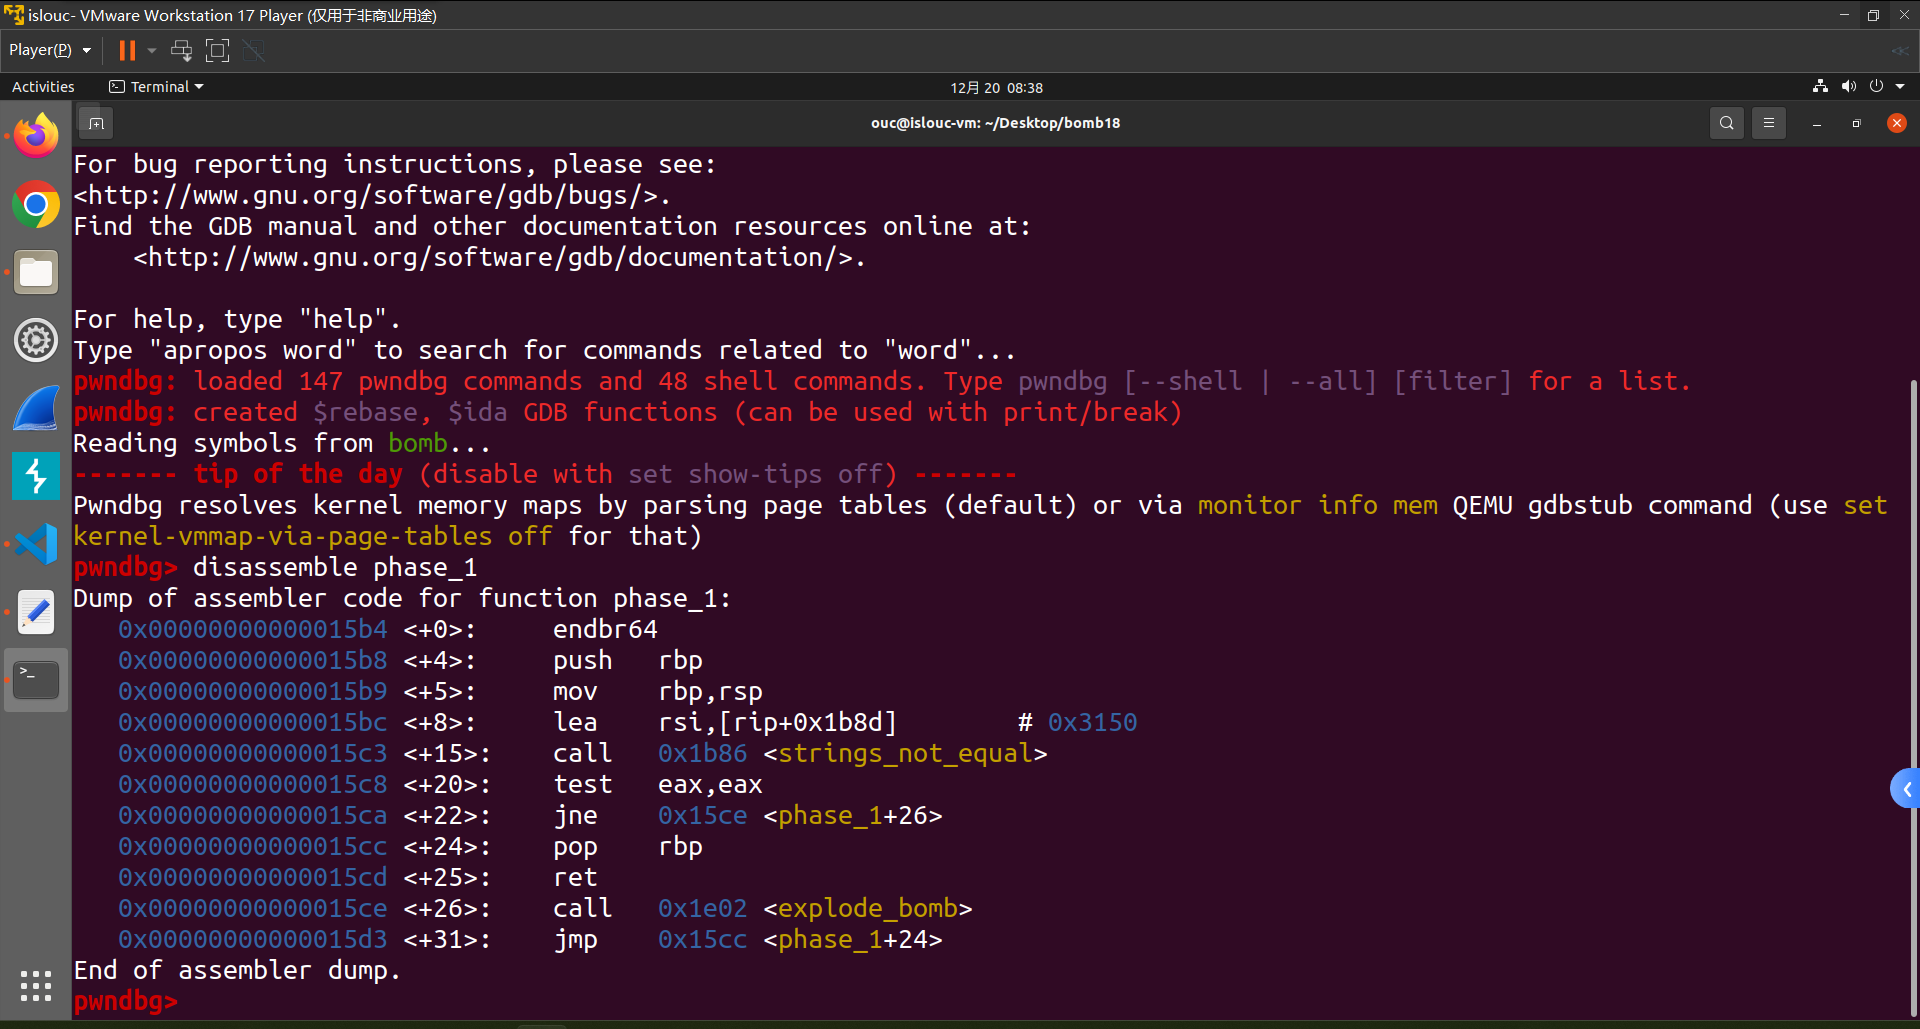 islouc- VMware Workstation 17 Player (仅用于非商业用途)
Player(P)
Activities Terminal 12月 20 08:38
ouc@islouc-vm: ~/Desktop/bomb18
For bug reporting instructions, please see:
<http://www.gnu.org/software/gdb/bugs/>.
Find the GDB manual and other documentation resources online at:
    <http://www.gnu.org/software/gdb/documentation/>.

For help, type "help".
Type "apropos word" to search for commands related to "word"...
pwndbg: loaded 147 pwndbg commands and 48 shell commands. Type pwndbg [--shell | --all] [filter] for a list.
pwndbg: created $rebase, $ida GDB functions (can be used with print/break)
Reading symbols from bomb...
------- tip of the day (disable with set show-tips off) -------
Pwndbg resolves kernel memory maps by parsing page tables (default) or via monitor info mem QEMU gdbstub command (use set
kernel-vmmap-via-page-tables off for that)
pwndbg> disassemble phase_1
Dump of assembler code for function phase_1:
   0x00000000000015b4 <+0>:     endbr64
   0x00000000000015b8 <+4>:     push   rbp
   0x00000000000015b9 <+5>:     mov    rbp,rsp
   0x00000000000015bc <+8>:     lea    rsi,[rip+0x1b8d]        # 0x3150
   0x00000000000015c3 <+15>:    call   0x1b86 <strings_not_equal>
   0x00000000000015c8 <+20>:    test   eax,eax
   0x00000000000015ca <+22>:    jne    0x15ce <phase_1+26>
   0x00000000000015cc <+24>:    pop    rbp
   0x00000000000015cd <+25>:    ret
   0x00000000000015ce <+26>:    call   0x1e02 <explode_bomb>
   0x00000000000015d3 <+31>:    jmp    0x15cc <phase_1+24>
End of assembler dump.
pwndbg>